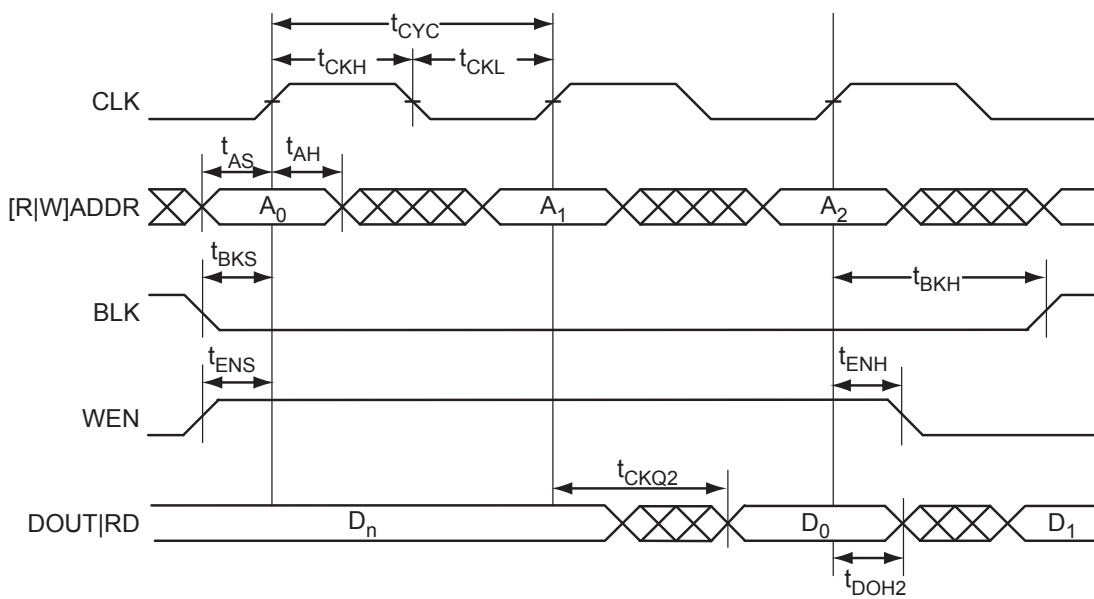 tCYC
tCKH tCKL
CLK
tAS tAH
[R|W]ADDR A0 A1 A2
tBKS tBKH
BLK
tENS tENH
WEN
tCKQ2
DOUT|RD Dn D0 D1
tDOH2